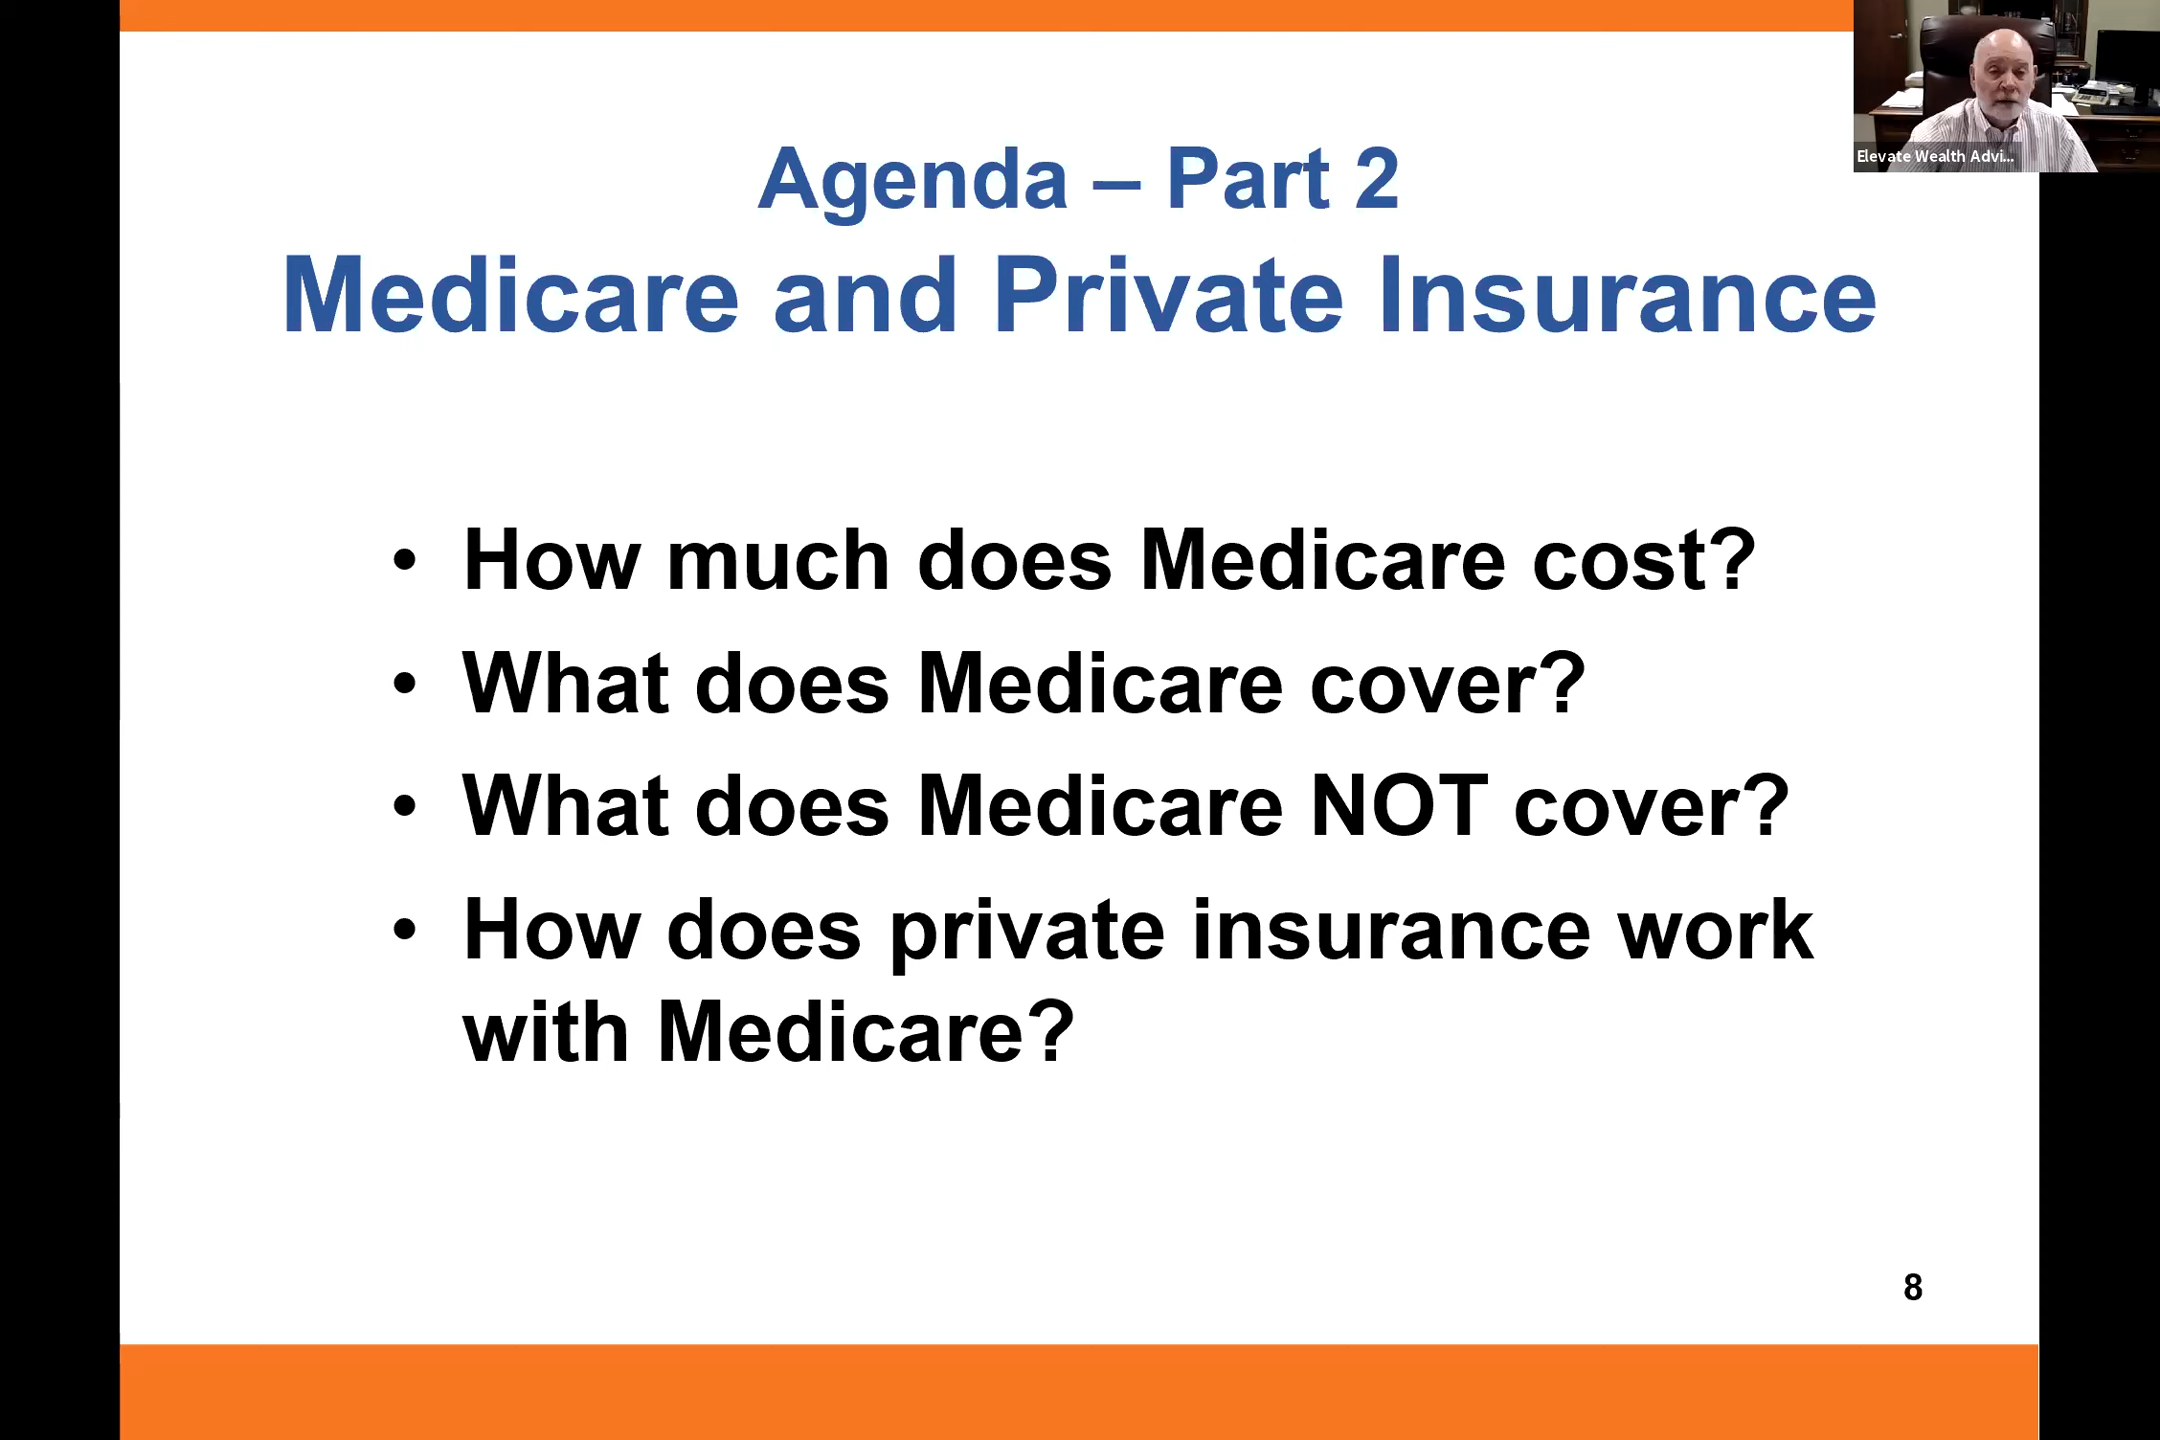 Agenda – Part 2
Medicare and Private Insurance
Elevate Wealth Advi...
• How much does Medicare cost?
• What does Medicare cover?
• What does Medicare NOT cover?
• How does private insurance work
with Medicare?
8